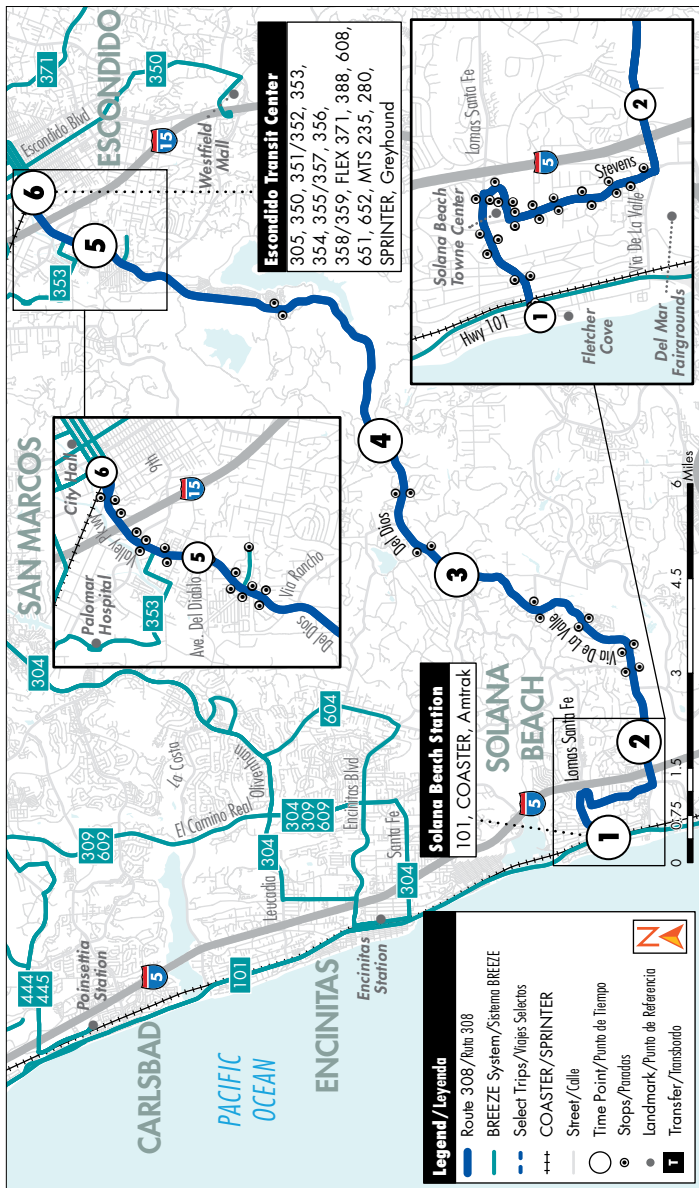 SAN MARCOS
ESCONDIDO
371
350
Escondido Blvd
15
Westfield
Mall
6
5
353
Escondido Transit Center
305, 350, 351/352, 353,
354, 355/357, 356,
358/359, FLEX 371, 388, 608,
651, 652, MTS 235, 280,
SPRINTER, Greyhound
City Hall
Palomar
Hospital
Valley Pkwy
9th
6
15
353
5
Ave. Del Diablo
Via Rancho
Del Dios
304
444
445
309
609
Poinsettia
Station
5
CARLSBAD
La Costa
El Camino Real
Olivenhain
604
304
309
609
304
Leucadia
Encinitas Blvd
Santa Fe
304
101
Encinitas
Station
ENCINITAS
PACIFIC
OCEAN
4
Del Dios
3
Via De La Valle
Solana Beach Station
101, COASTER, Amtrak
SOLANA
BEACH
5
Lomas Santa Fe
2
1
Lomas Santa Fe
5
2
Stevens
Solana Beach
Towne Center
Via De La Valle
1
Hwy 101
Fletcher
Cove
Del Mar
Fairgrounds
0
0.75
1.5
3
4.5
6
Miles
Legend/Leyenda
Route 308/Ruta 308
BREEZE System/Sistema BREEZE
Select Trips/Viajes Selectos
COASTER/SPRINTER
Street/Calle
Time Point/Punto de Tiempo
Stops/Paradas
Landmark/Punto de Referencia
T Transfer/Transbordo
N